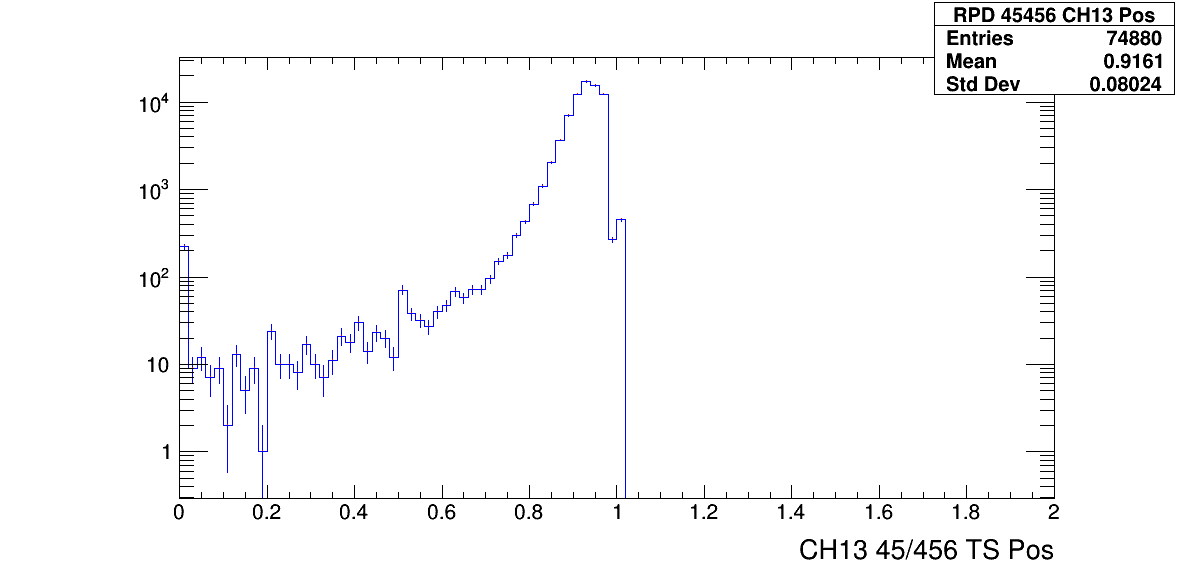 RPD 45456 CH13 Pos
Entries 74880
Mean 0.9161
Std Dev 0.08024
10^4
10^3
10^2
10
1
0 0.2 0.4 0.6 0.8 1 1.2 1.4 1.6 1.8 2
CH13 45/456 TS Pos